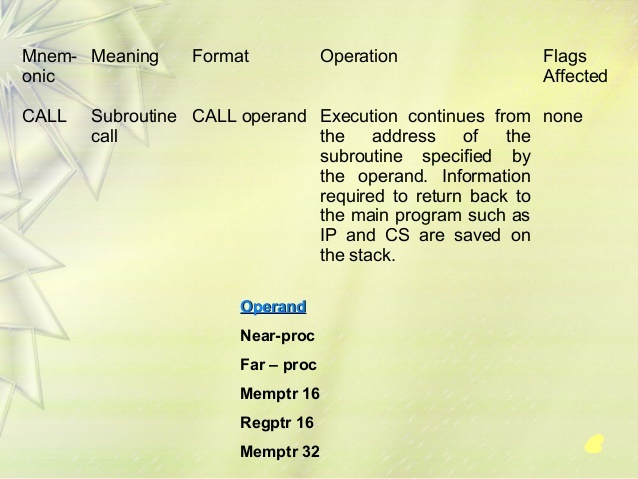 Mnem- Meaning Format Operation Flags
onic Affected
CALL Subroutine CALL operand Execution continues from none
call the address of the
subroutine specified by
the operand. Information
required to return back to
the main program such as
IP and CS are saved on
the stack.
Operand
Near-proc
Far – proc
Memptr 16
Regptr 16
Memptr 32